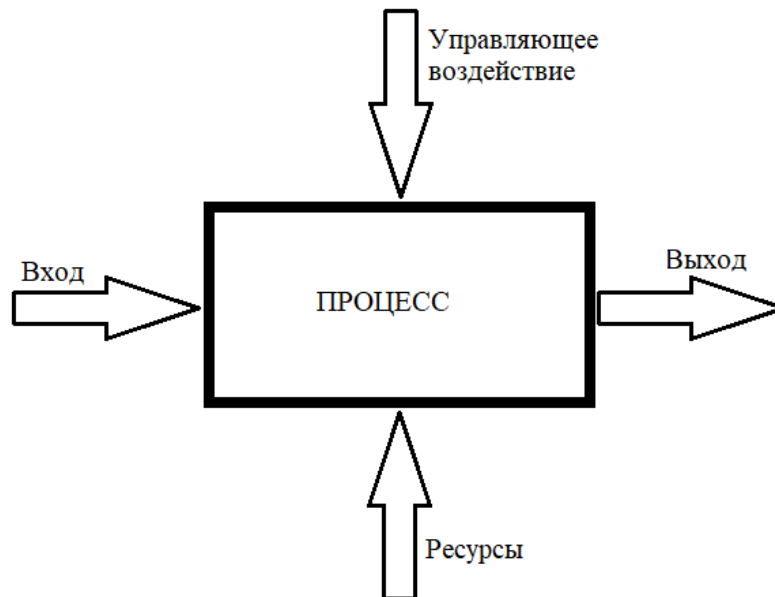 Управляющее
воздействие
Вход
ПРОЦЕСС
Выход
Ресурсы